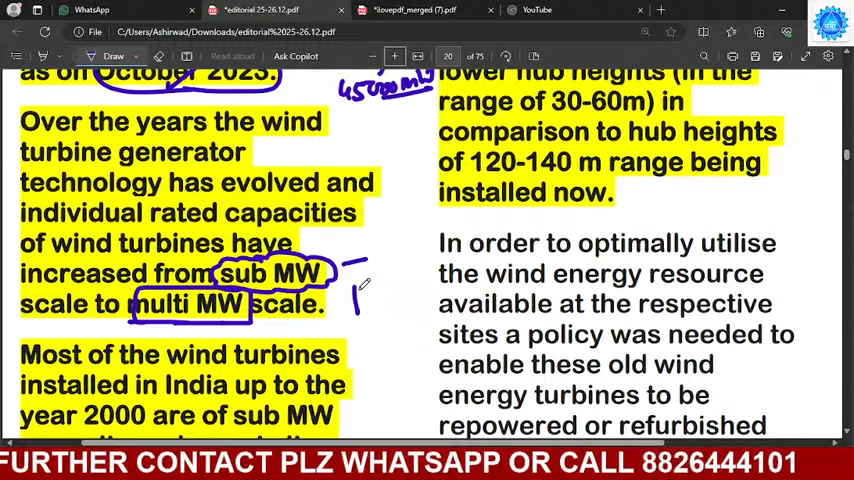 WhatsApp
*editorial 25-26.12.pdf
*ilovepdf_merged (7).pdf
YouTube
File
C:/Users/Ashirwad/Downloads/editorial%2025-26.12.pdf
Draw
Read aloud
Ask Copilot
20 of 75
as on October 2023.
45000 MW
Over the years the wind
turbine generator
technology has evolved and
individual rated capacities
of wind turbines have
increased from sub MW
scale to multi MW scale.
Most of the wind turbines
installed in India up to the
year 2000 are of sub MW
lower hub heights (in the
range of 30-60m) in
comparison to hub heights
of 120-140 m range being
installed now.
In order to optimally utilise
the wind energy resource
available at the respective
sites a policy was needed to
enable these old wind
energy turbines to be
repowered or refurbished
FURTHER CONTACT PLZ WHATSAPP OR CALL 8826444101